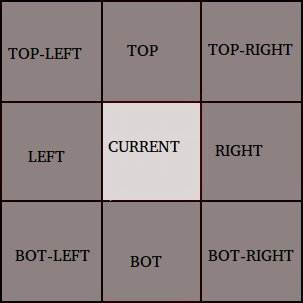 TOP-LEFT TOP TOP-RIGHT
LEFT CURRENT RIGHT
BOT-LEFT BOT BOT-RIGHT